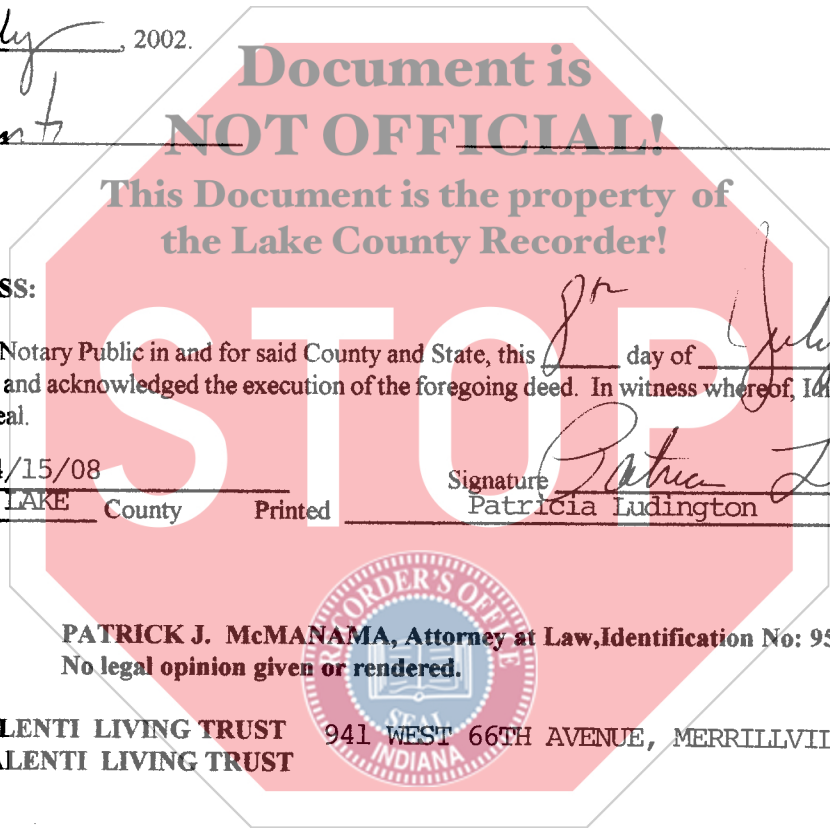 , 2002.
Document is
NOT OFFICIAL!
This Document is the property of
the Lake County Recorder!
SS:
Notary Public in and for said County and State, this 8th day of July
and acknowledged the execution of the foregoing deed. In witness whereof, I
eal.
/15/08
Signature Patricia L
LAKE County Printed Patricia Ludington
STOP
RECORDER'S OFFICE
SEAL
INDIANA
PATRICK J. McMANAMA, Attorney at Law,Identification No: 95
No legal opinion given or rendered.
LENTI LIVING TRUST 941 WEST 66TH AVENUE, MERRILLVIL
ALENTI LIVING TRUST